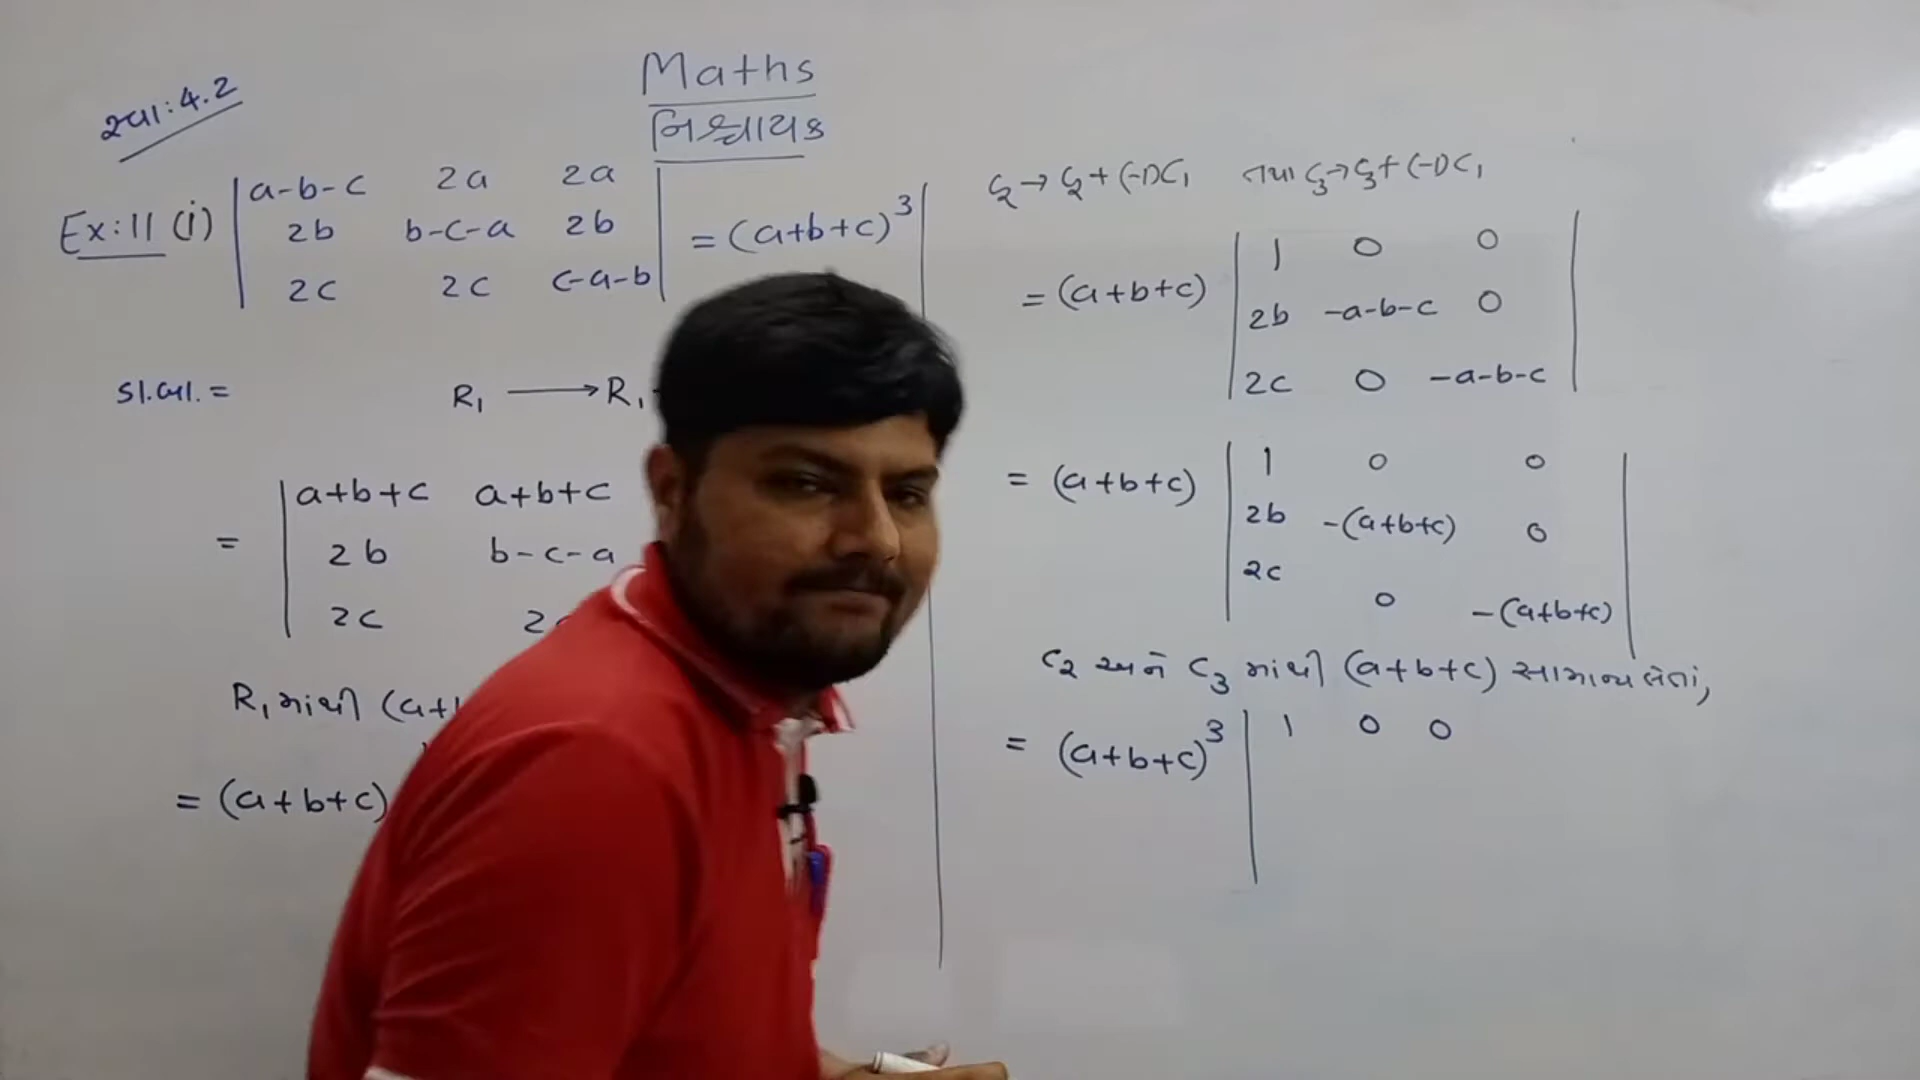 સ્વા: 4.2
Maths
નિશ્ચાયક
Ex:11 (i) | a-b-c 2a 2a |
| 2b b-c-a 2b | = (a+b+c)³
| 2c 2c c-a-b |
ડા.બા. =
R₁ → R₁
= | a+b+c a+b+c
| 2b b-c-a
| 2c
R₁ માંથી (a+
= (a+b+c)
C₂→C₂+(-1)C₁ તથા C₃→C₃+(-1)C₁
= (a+b+c) | 1 0 0 |
| 2b -a-b-c 0 |
| 2c 0 -a-b-c |
= (a+b+c) | 1 0 0 |
| 2b -(a+b+c) 0 |
| 2c 0 -(a+b+c) |
C₂ અને C₃ માંથી (a+b+c) સામાન્ય લેતાં,
= (a+b+c)³ | 1 0 0